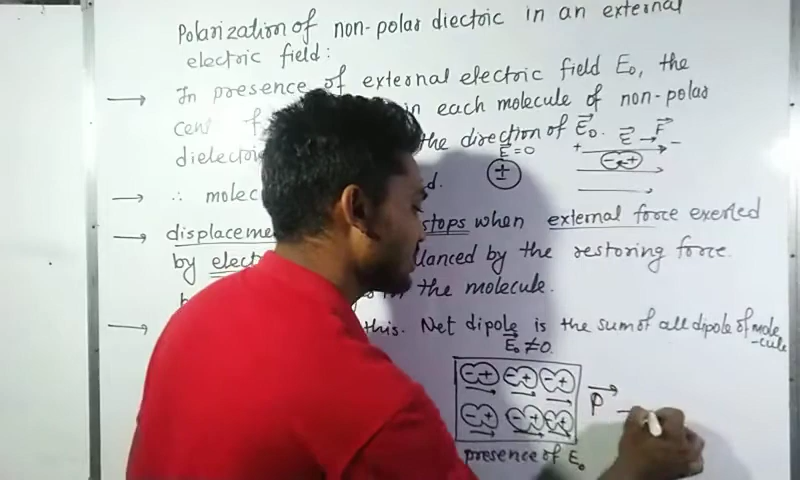 Polarization of non-polar diectric in an external
electric field:
→ In presence of external electric field E₀, the
in each molecule of non-polar
the direction of E⃗₀.
E⃗=0
E⃗ → F⃗
+ −
±
− +
→ ∴ molec d.
→ displaceme stops when external force exerted
by elect lanced by the restoring force.
the molecule.
→ this. Net dipole is the sum of all dipole of mole
-cule
E⃗₀ ≠ 0.
− + − + − +
− + − + − +
P⃗ –
presence of E₀